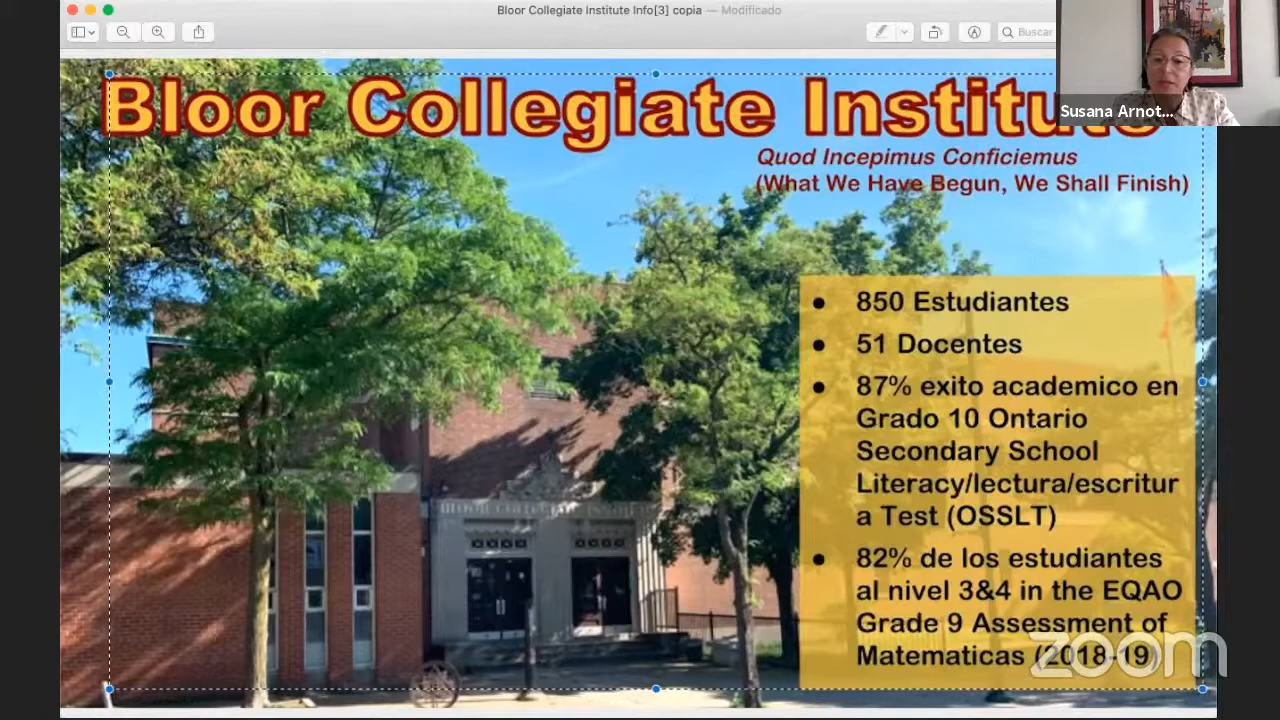 Bloor Collegiate Institute Info[3] copia — Modificado
Buscar
Susana Arnot...
Bloor Collegiate Institute
Quod Incepimus Conficiemus
(What We Have Begun, We Shall Finish)
• 850 Estudiantes
• 51 Docentes
• 87% exito academico en
Grado 10 Ontario
Secondary School
Literacy/lectura/escritur
a Test (OSSLT)
• 82% de los estudiantes
al nivel 3&4 in the EQAO
Grade 9 Assessment of
Matematicas (2018-19)
BLOOR COLLEGIATE
zoom